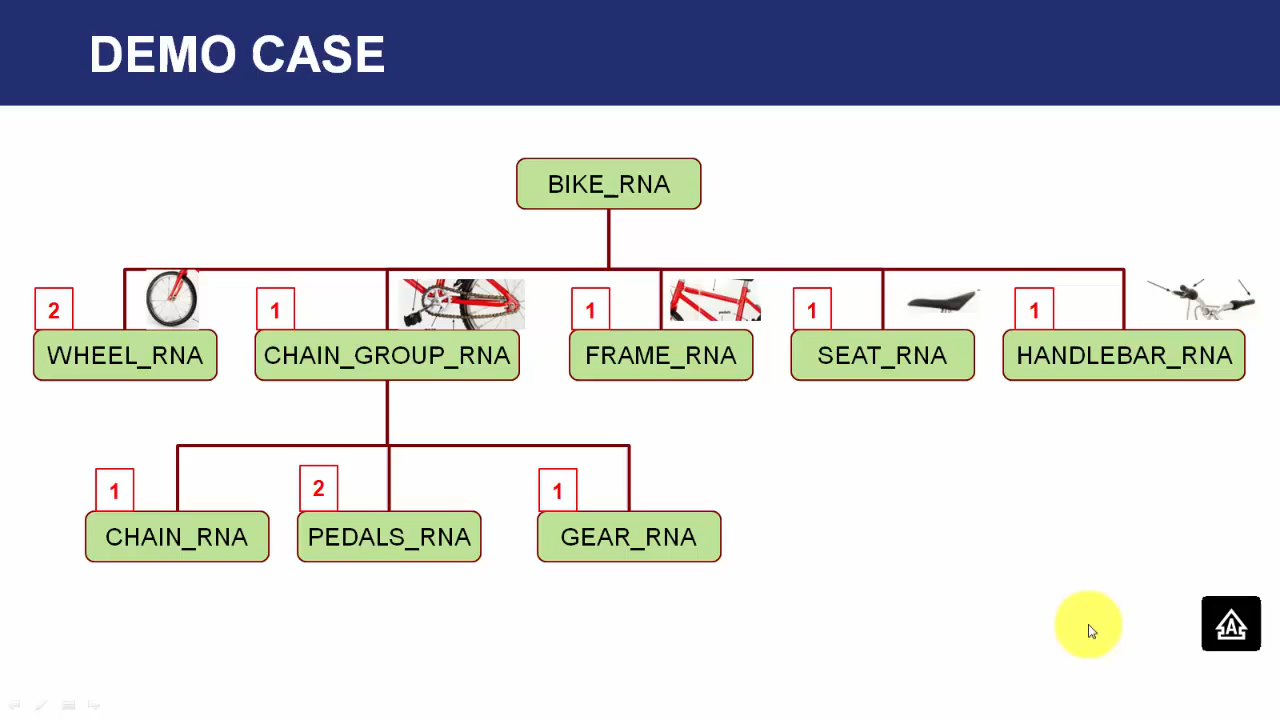 DEMO CASE
BIKE_RNA
2
1
1
1
1
WHEEL_RNA
CHAIN_GROUP_RNA
FRAME_RNA
SEAT_RNA
HANDLEBAR_RNA
1
2
1
CHAIN_RNA
PEDALS_RNA
GEAR_RNA
A